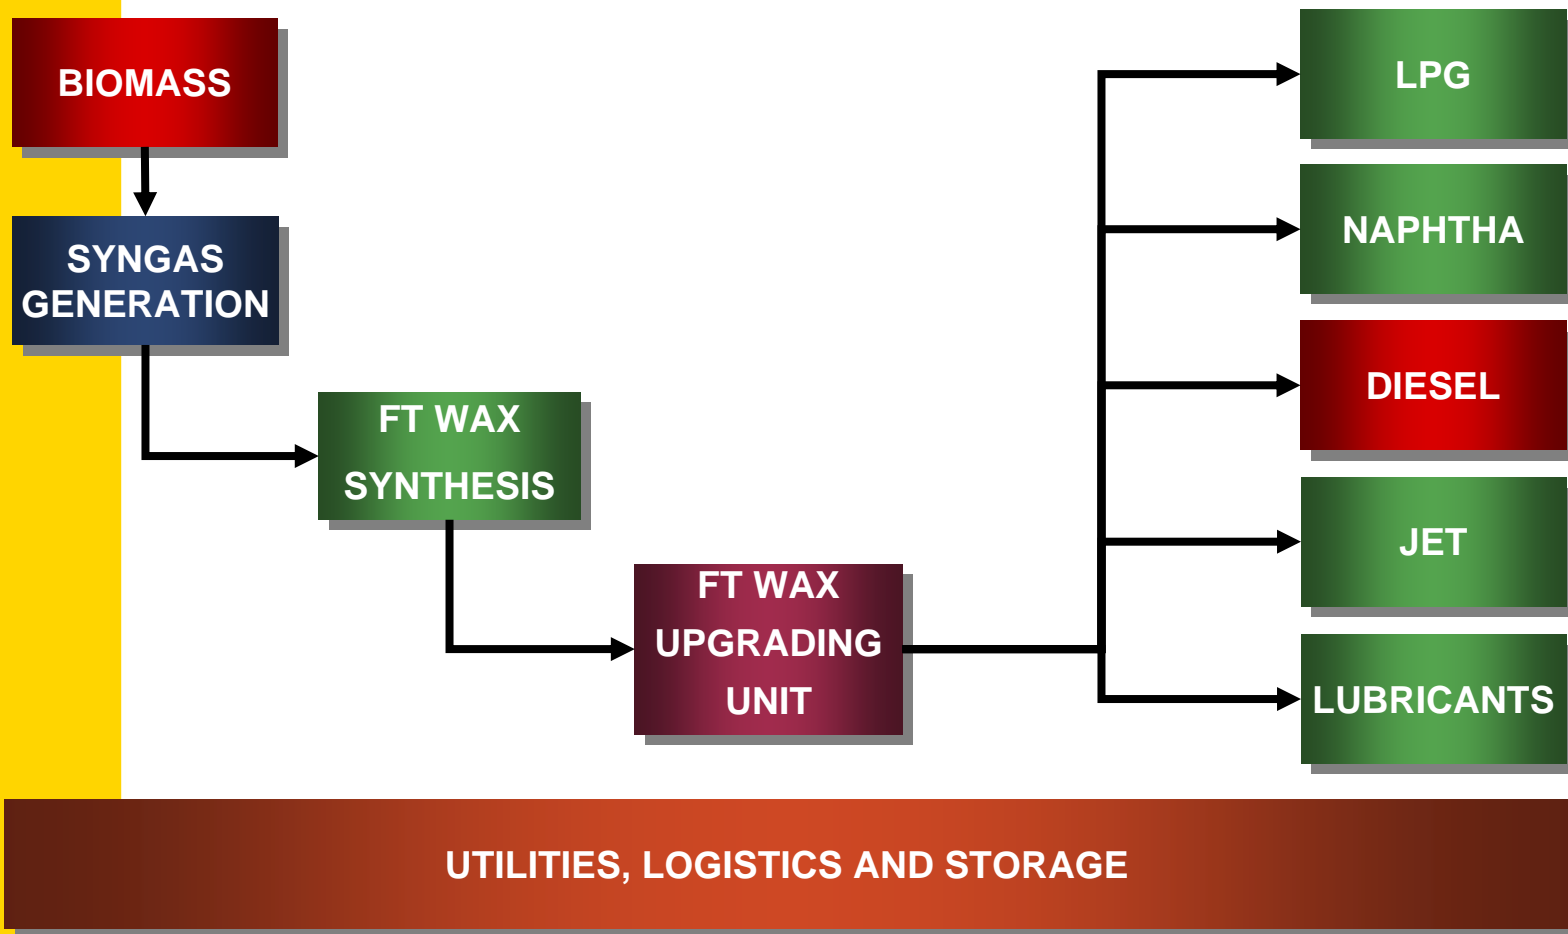 BIOMASS
SYNGAS
GENERATION
FT WAX
SYNTHESIS
FT WAX
UPGRADING
UNIT
LPG
NAPHTHA
DIESEL
JET
LUBRICANTS
UTILITIES, LOGISTICS AND STORAGE